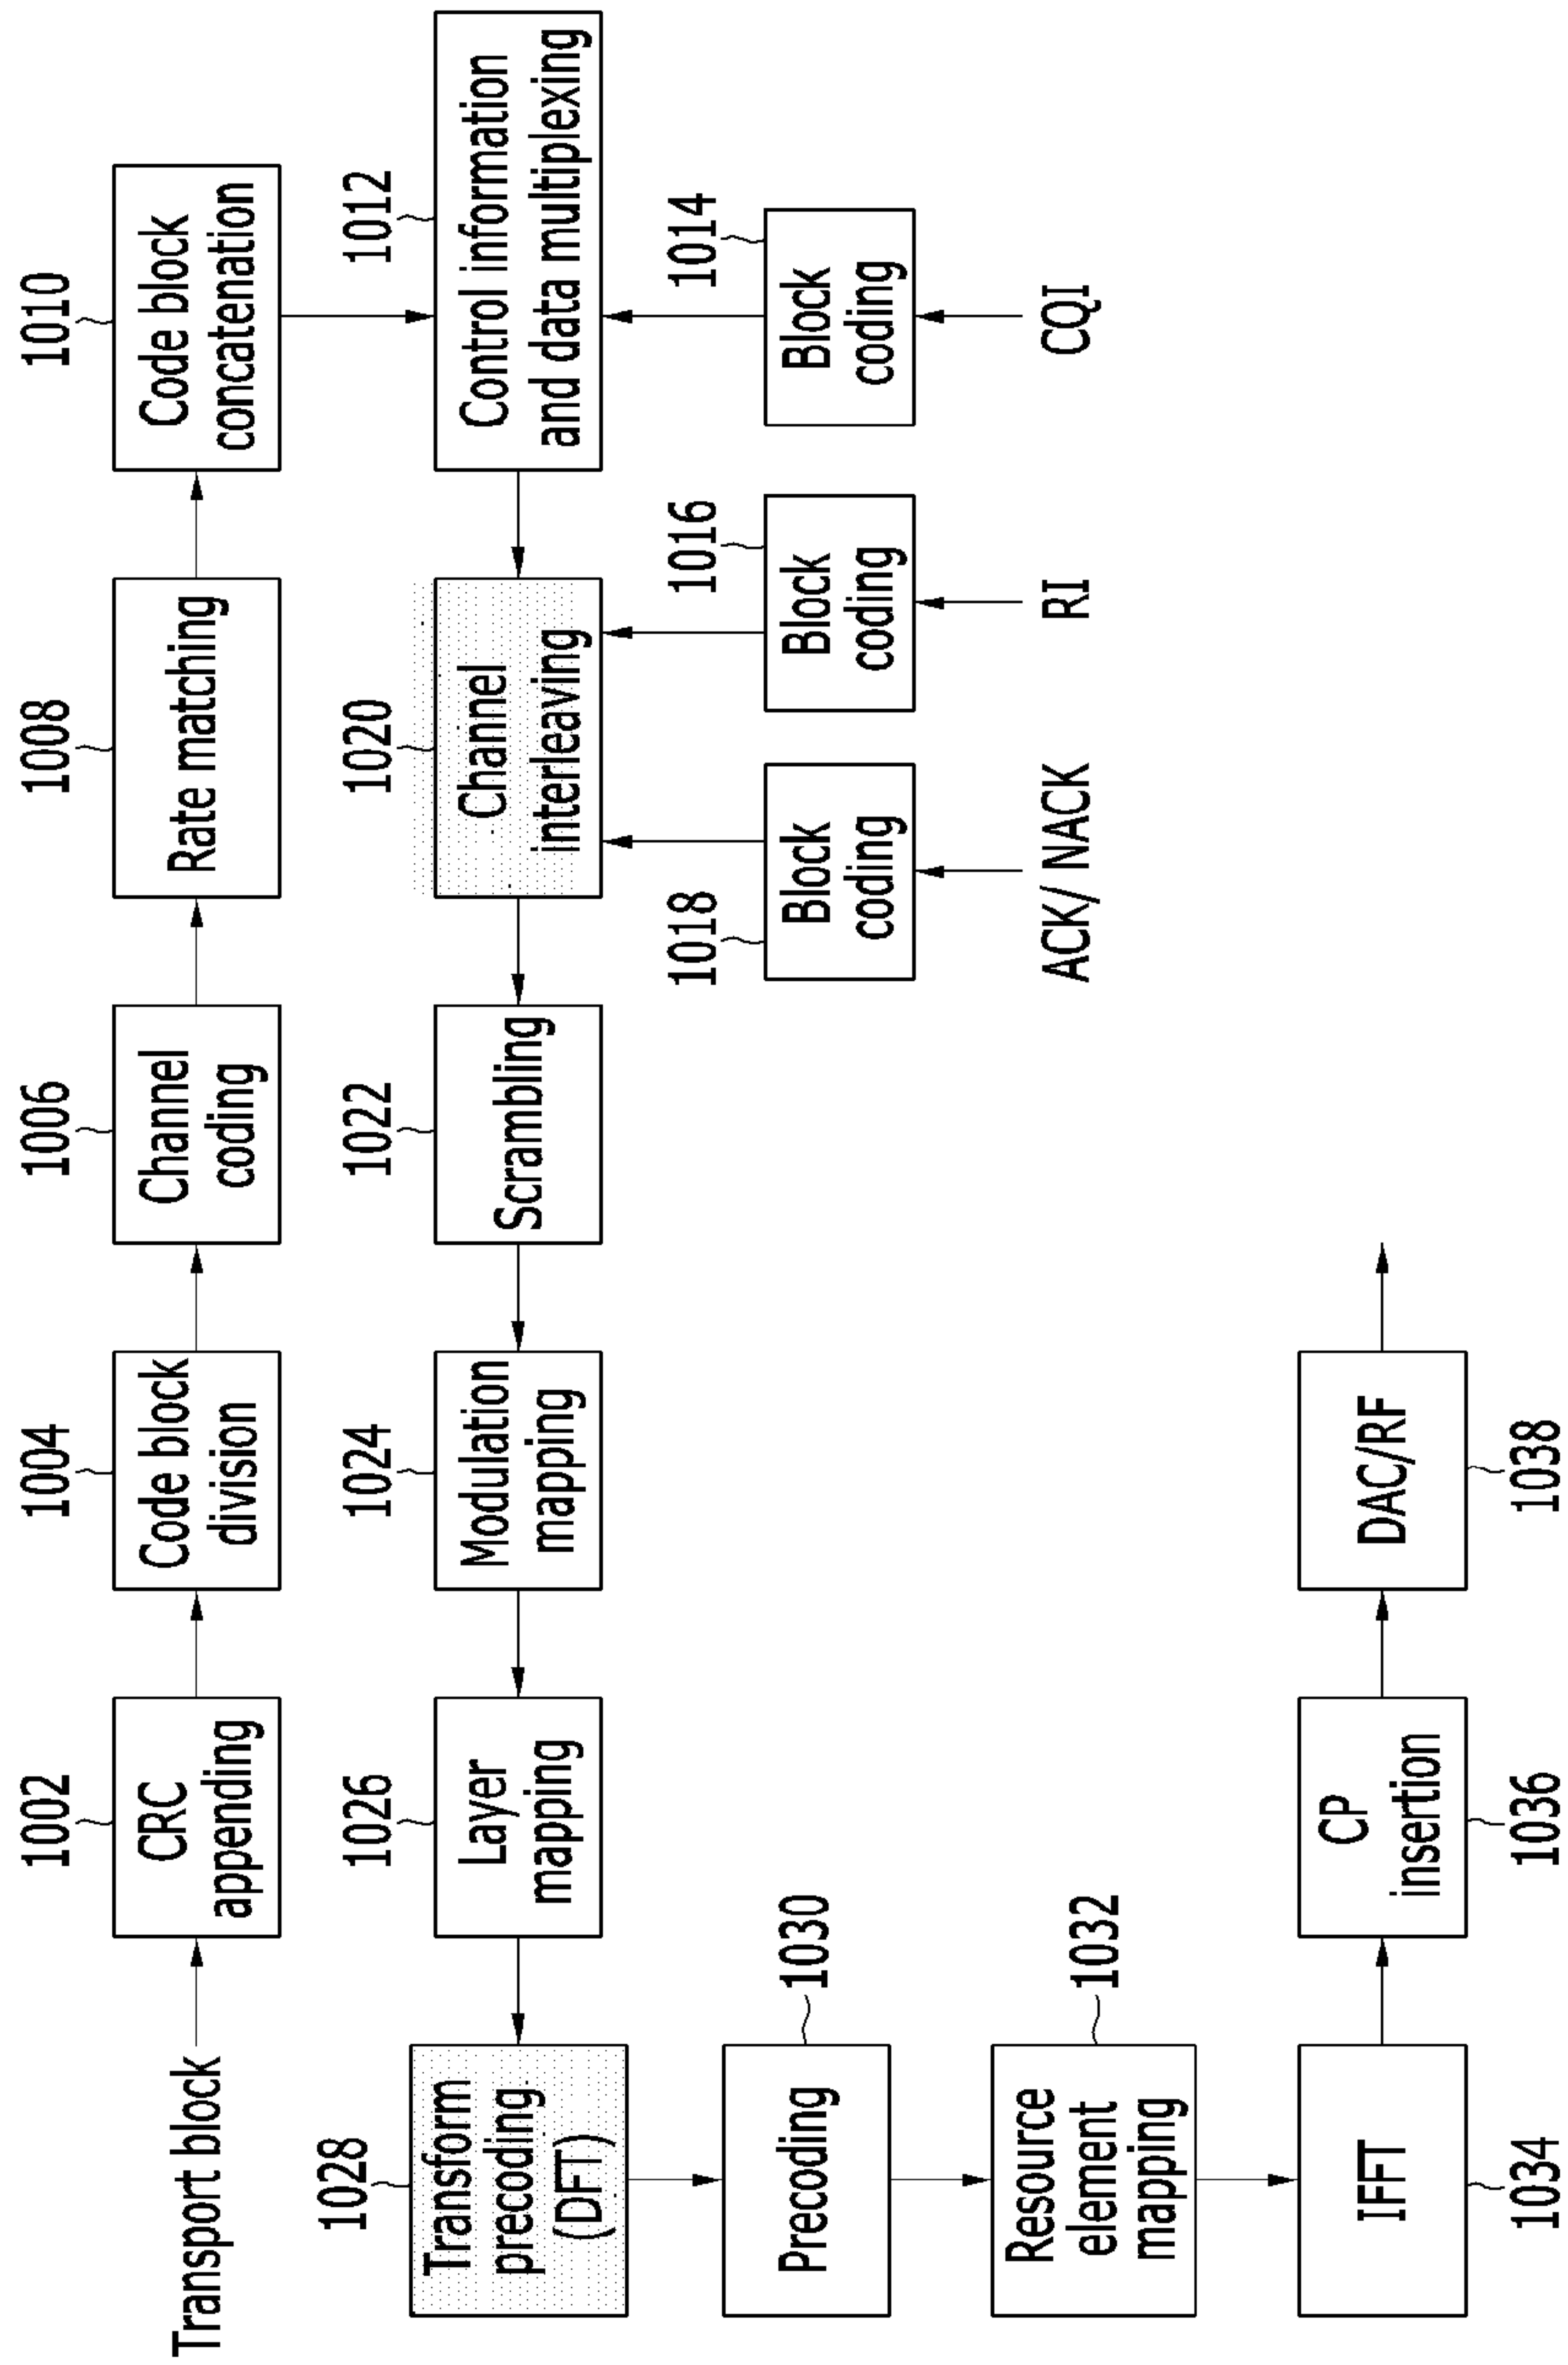 1002
1004
1006
1008
1010
Transport block
CRC
appending
Code block
division
Channel
coding
Rate matching
Code block
concatenation
1028
1026
1024
1022
1020
1012
Transform
precoding
(DFT)
Layer
mapping
Modulation
mapping
Scrambling
Channel
interleaving
Control information
and data multiplexing
1018
1016
1014
Block
coding
Block
coding
Block
coding
ACK/ NACK
RI
CQI
1030
Precoding
1032
Resource
element
mapping
IFFT
CP
insertion
DAC/RF
1034
1036
1038